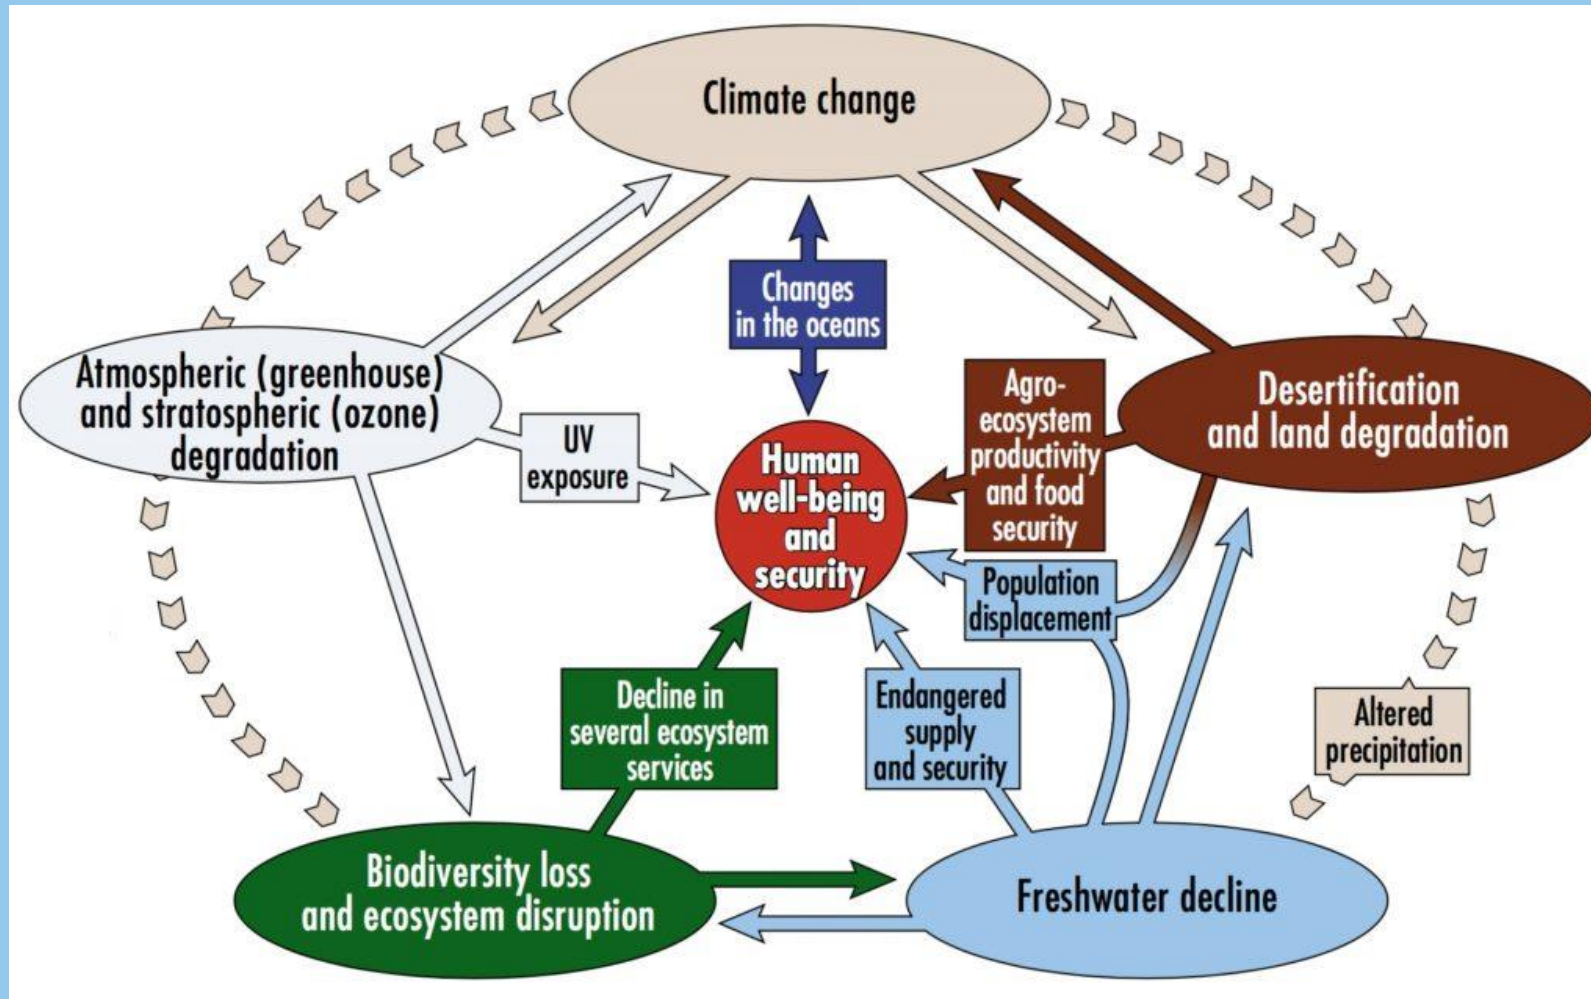 Climate change
Changes
in the oceans
Atmospheric (greenhouse)
and stratospheric (ozone)
degradation
UV
exposure
Human
well-being
and
security
Agro-
ecosystem
productivity
and food
security
Desertification
and land degradation
Population
displacement
Decline in
several ecosystem
services
Endangered
supply
and security
Altered
precipitation
Biodiversity loss
and ecosystem disruption
Freshwater decline